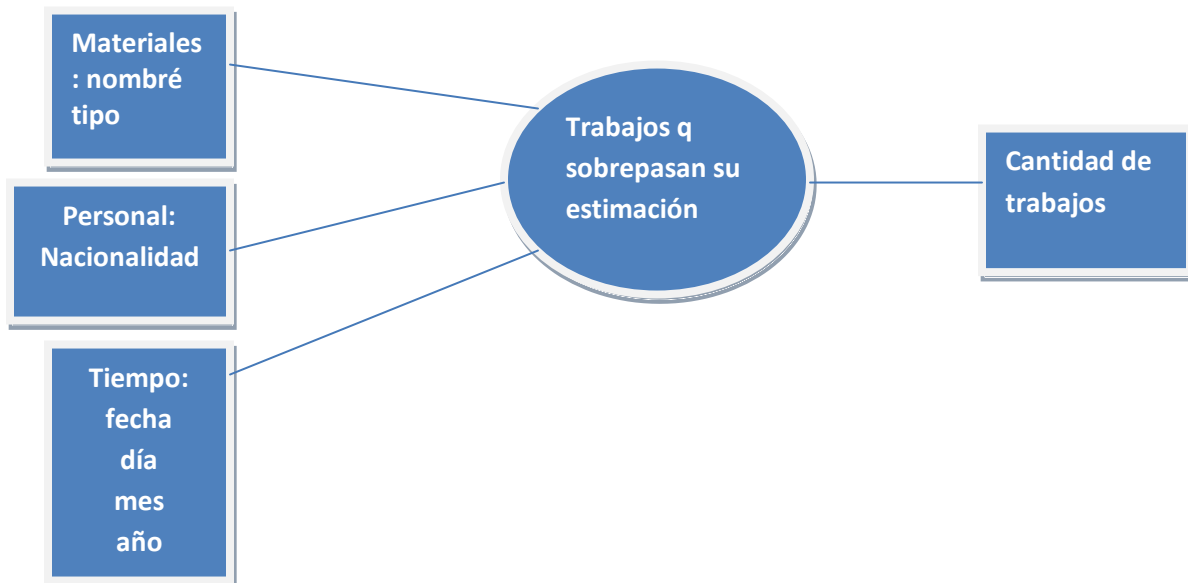 Materiales
: nombré
tipo
Personal:
Nacionalidad
Tiempo:
fecha
día
mes
año
Trabajos q
sobrepasan su
estimación
Cantidad de
trabajos